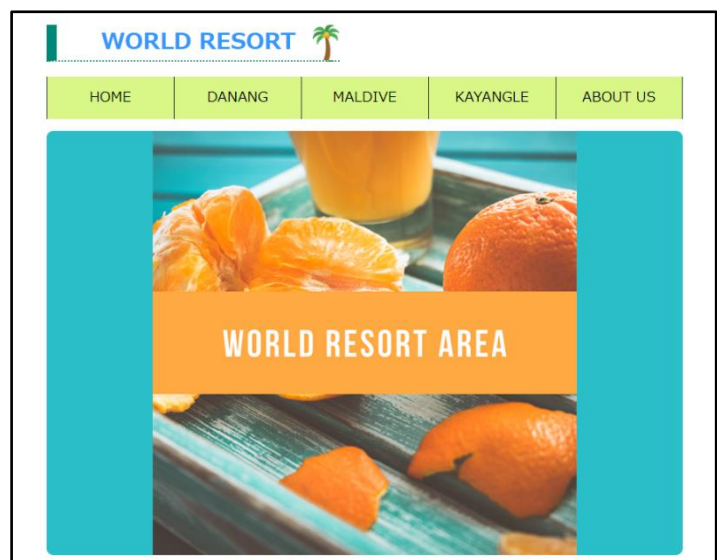 WORLD RESORT
HOME DANANG MALDIVE KAYANGLE ABOUT US
WORLD RESORT AREA